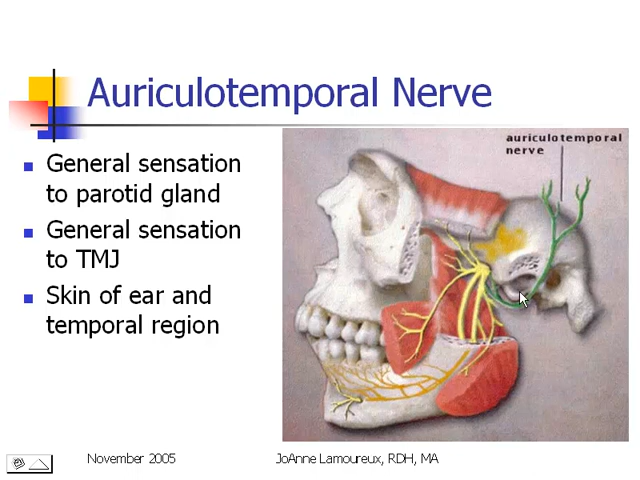 Auriculotemporal Nerve
General sensation
to parotid gland
General sensation
to TMJ
Skin of ear and
temporal region
auriculotemporal
nerve
November 2005
JoAnne Lamoureux, RDH, MA